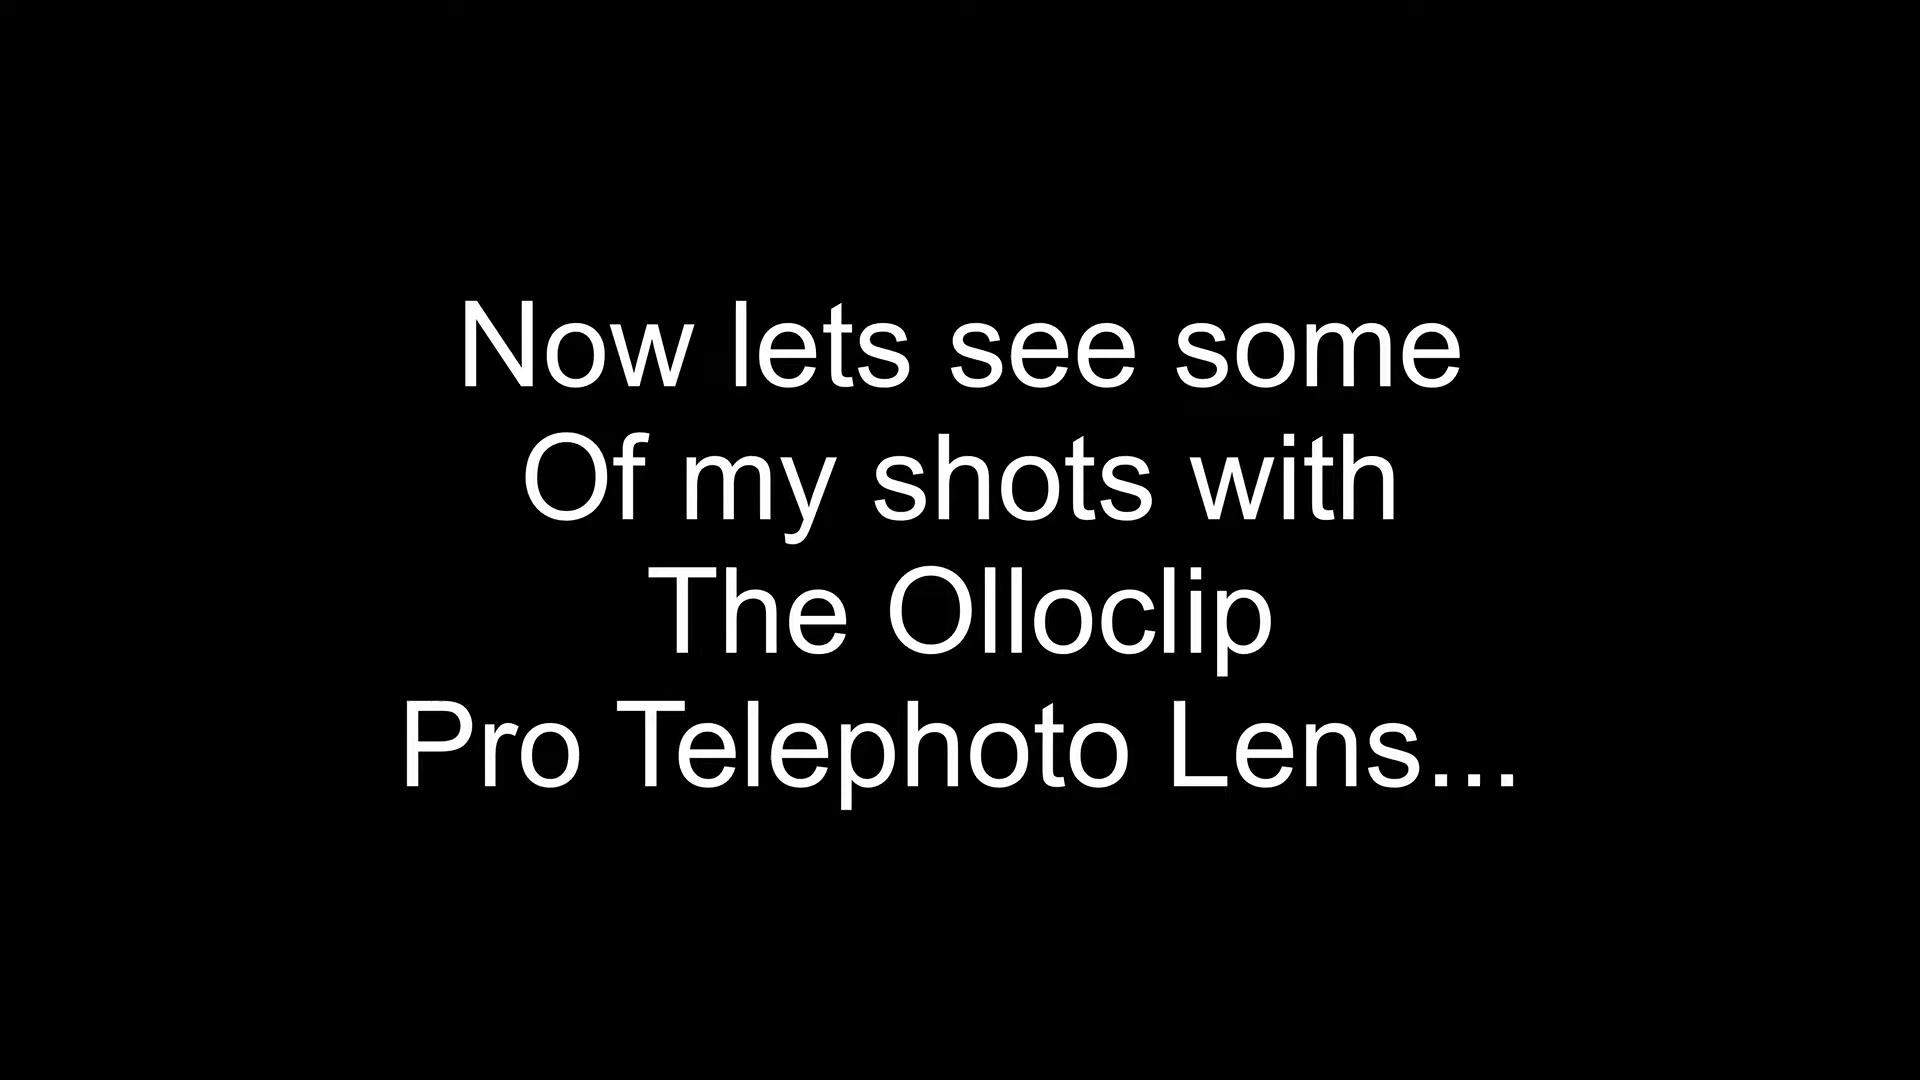 Now lets see some
Of my shots with
The Olloclip
Pro Telephoto Lens...